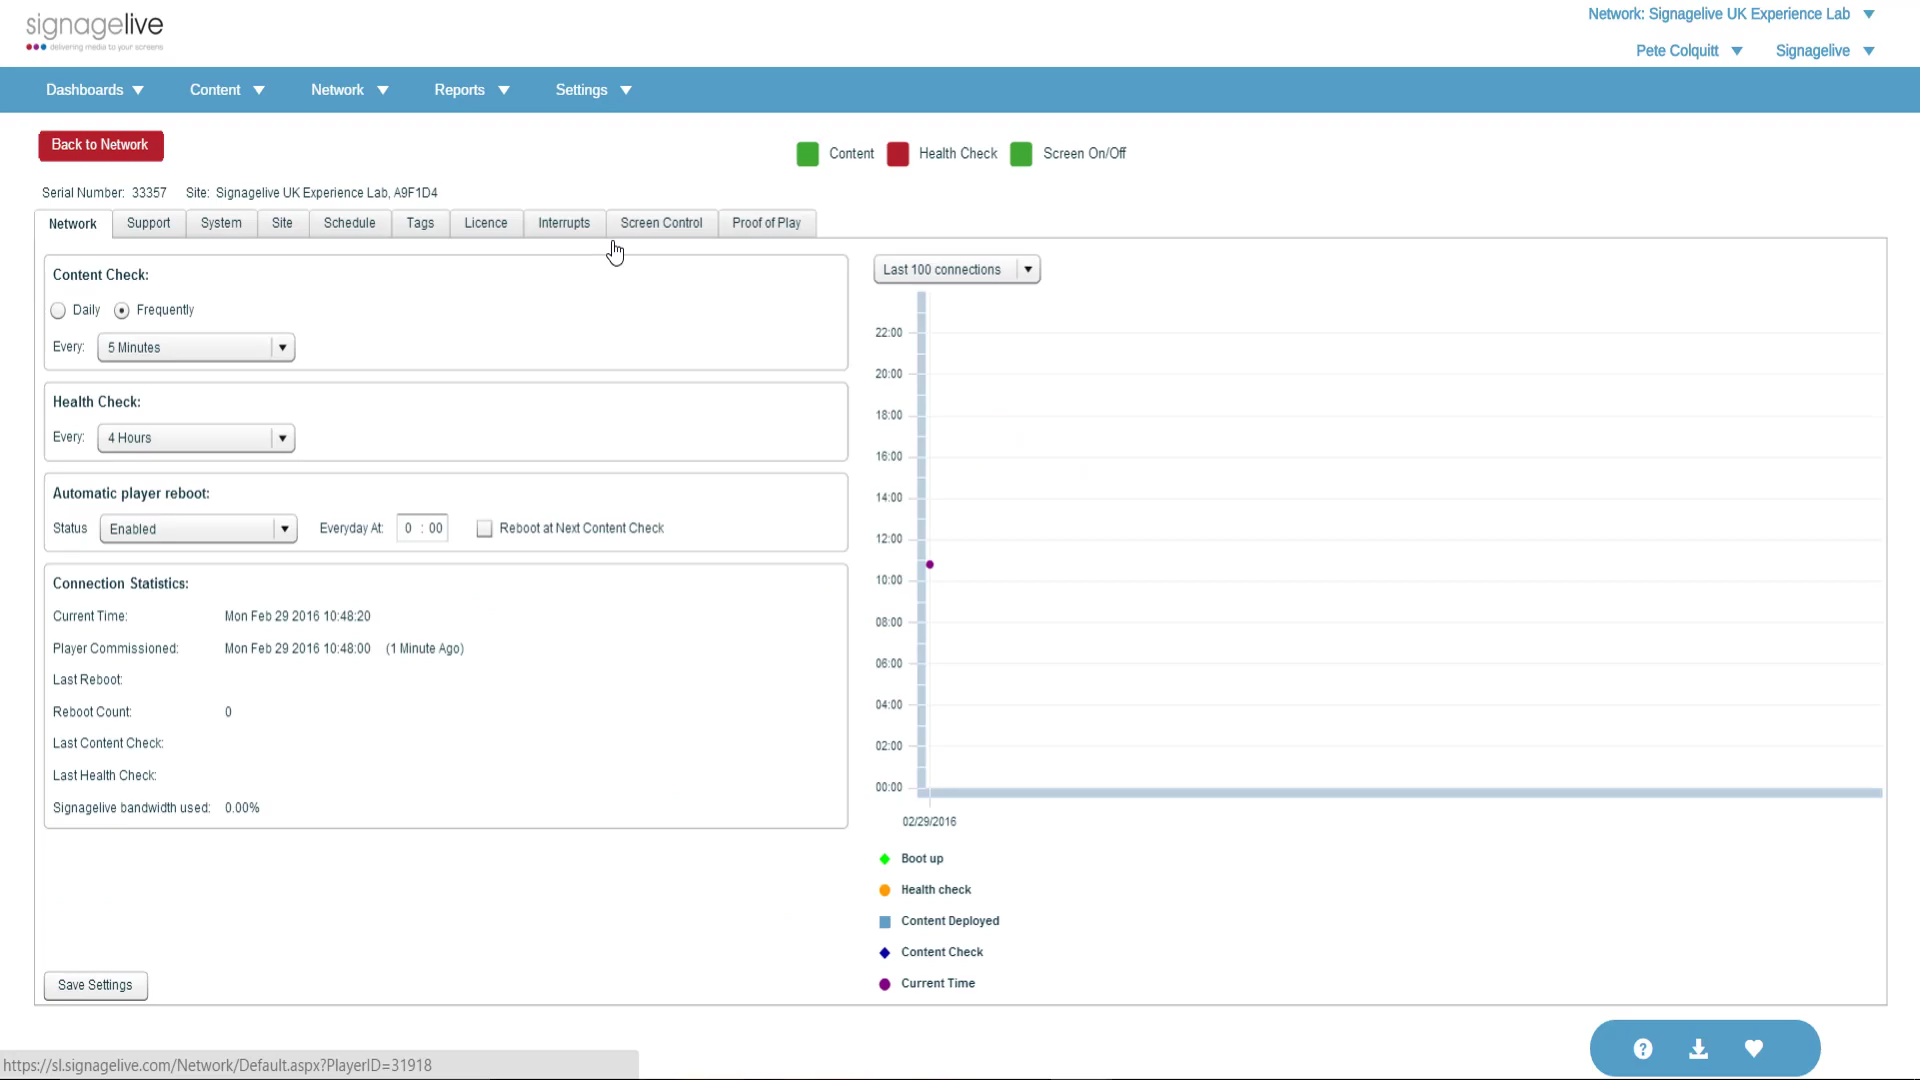 signagelive
delivering media to your screens
Network: Signagelive UK Experience Lab
Pete Colquitt Signagelive
Dashboards Content Network Reports Settings
Back to Network
Content Health Check Screen On/Off
Serial Number: 33357 Site: Signagelive UK Experience Lab, A9F1D4
Network Support System Site Schedule Tags Licence Interrupts Screen Control Proof of Play
Content Check:
Daily Frequently
Every: 5 Minutes
Health Check:
Every: 4 Hours
Automatic player reboot:
Status Enabled Everyday At: 0 : 00 Reboot at Next Content Check
Connection Statistics:
Current Time: Mon Feb 29 2016 10:48:20
Player Commissioned: Mon Feb 29 2016 10:48:00 (1 Minute Ago)
Last Reboot:
Reboot Count: 0
Last Content Check:
Last Health Check:
Signagelive bandwidth used: 0.00%
Save Settings
Last 100 connections
22:00
20:00
18:00
16:00
14:00
12:00
10:00
08:00
06:00
04:00
02:00
00:00
02/29/2016
Boot up
Health check
Content Deployed
Content Check
Current Time
https://sl.signagelive.com/Network/Default.aspx?PlayerID=31918